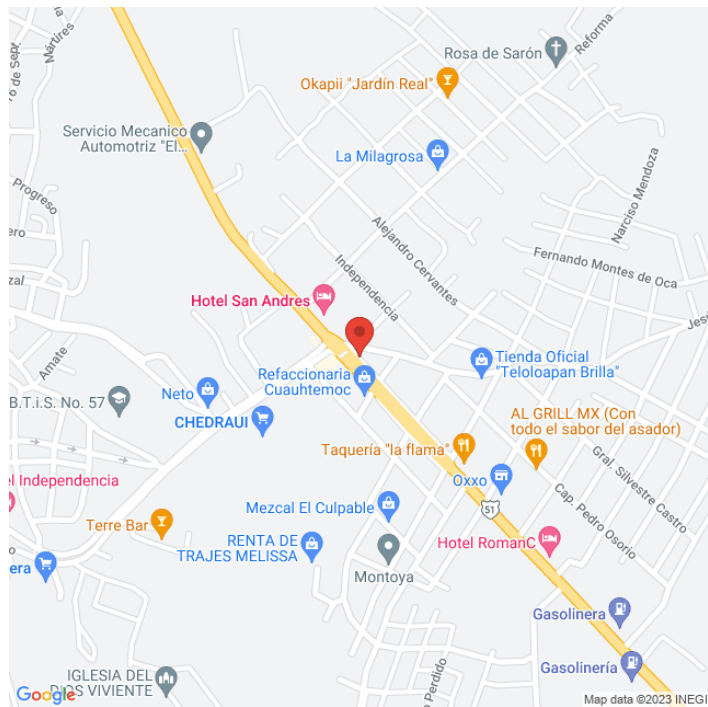 Rosa de Sarón
Reforma
Mártires
Okapii "Jardín Real"
Servicio Mecanico
Automotriz "El...
La Milagrosa
Narciso Mendoza
Progreso
Alejandro Cervantes
Independencia
Fernando Montes de Oca
Hotel San Andres
Refaccionaria
Cuauhtemoc
Tienda Oficial
"Teloloapan Brilla"
Amate
Neto
B.T.i.S. No. 57
CHEDRAUI
AL GRILL MX (Con
todo el sabor del asador)
Taquería "la flama"
Gral. Silvestre Castro
Oxxo
el Independencia
Cap. Pedro Osorio
Mezcal El Culpable
51
Terre Bar
RENTA DE
TRAJES MELISSA
Hotel RomanC
era
Montoya
Gasolinera
Gasolinería
Perdido
IGLESIA DEL
DIOS VIVIENTE
Google
Map data ©2023 INEGI